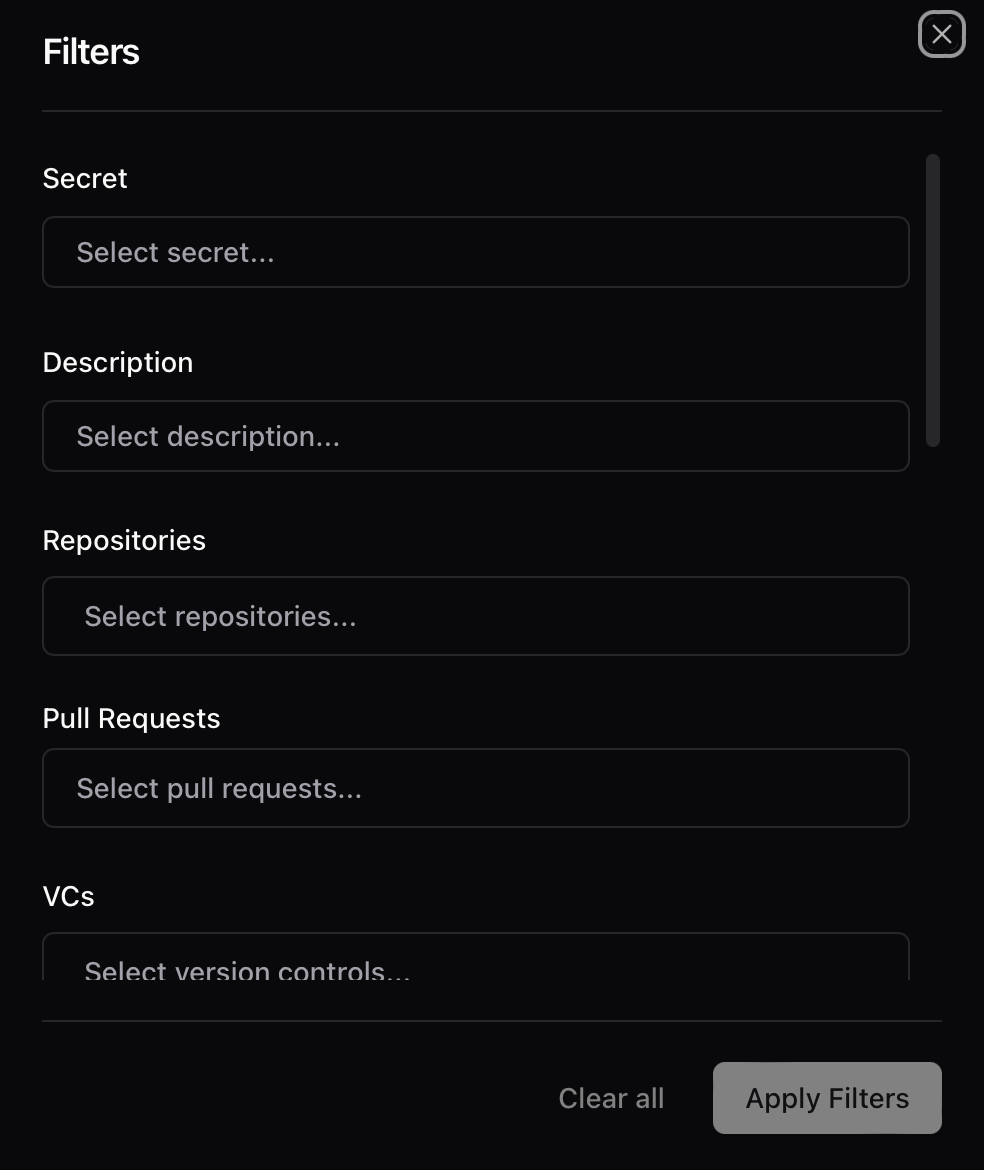 Filters
Secret
Select secret...
Description
Select description...
Repositories
Select repositories...
Pull Requests
Select pull requests...
VCs
Select version controls...
Clear all
Apply Filters